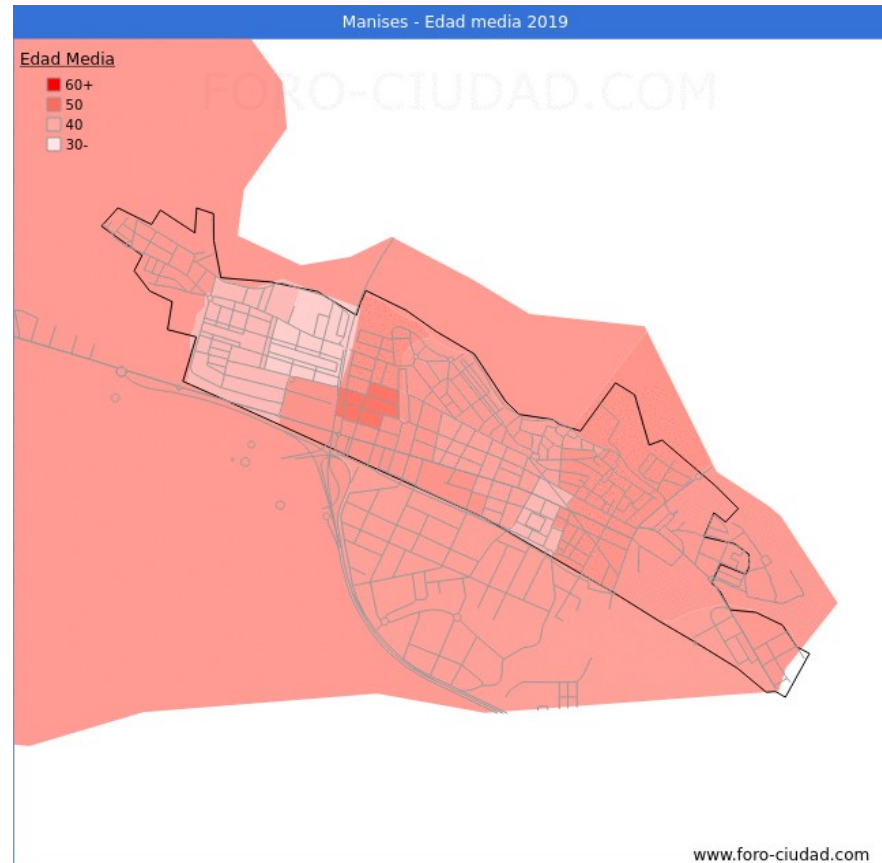 Manises - Edad media 2019
Edad Media
60+
50
40
30-
FORO-CIUDAD.COM
www.foro-ciudad.com